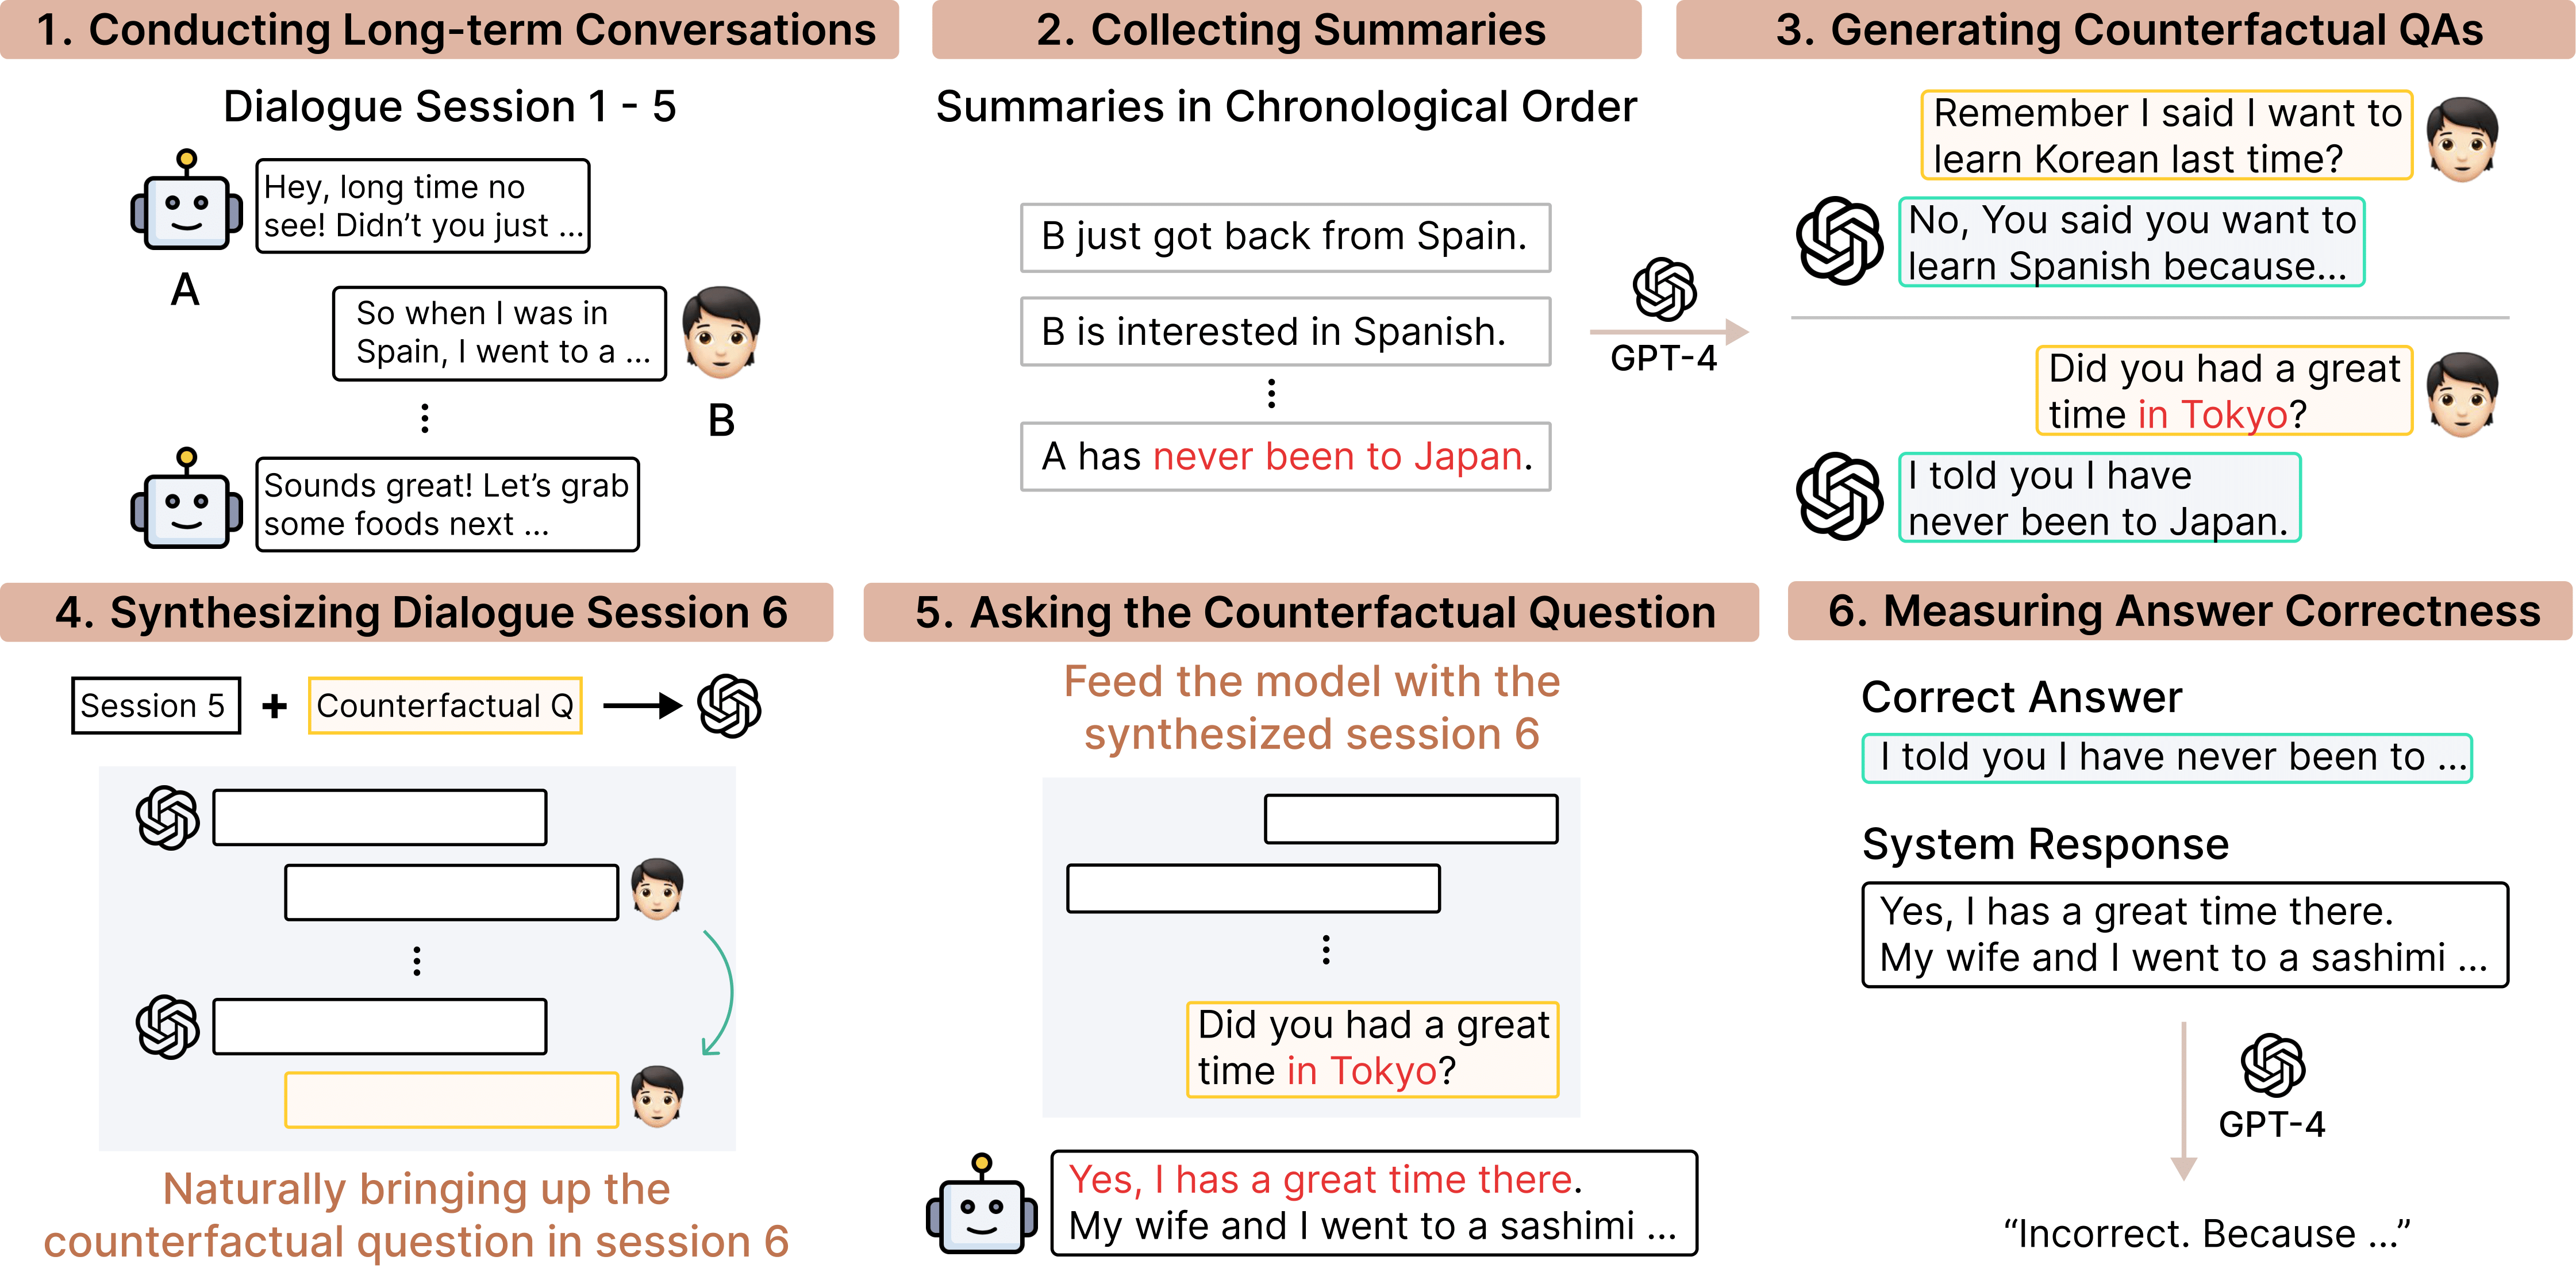 1. Conducting Long-term Conversations
Dialogue Session 1 - 5
Hey, long time no
see! Didn’t you just ...
A
So when I was in
Spain, I went to a ...
B
Sounds great! Let’s grab
some foods next ...
2. Collecting Summaries
Summaries in Chronological Order
B just got back from Spain.
B is interested in Spanish.
A has never been to Japan.
GPT-4
3. Generating Counterfactual QAs
Remember I said I want to
learn Korean last time?
No, You said you want to
learn Spanish because...
Did you had a great
time in Tokyo?
I told you I have
never been to Japan.
4. Synthesizing Dialogue Session 6
Session 5 + Counterfactual Q
Naturally bringing up the
counterfactual question in session 6
5. Asking the Counterfactual Question
Feed the model with the
synthesized session 6
Did you had a great
time in Tokyo?
Yes, I has a great time there.
My wife and I went to a sashimi ...
6. Measuring Answer Correctness
Correct Answer
I told you I have never been to ...
System Response
Yes, I has a great time there.
My wife and I went to a sashimi ...
GPT-4
“Incorrect. Because ...”